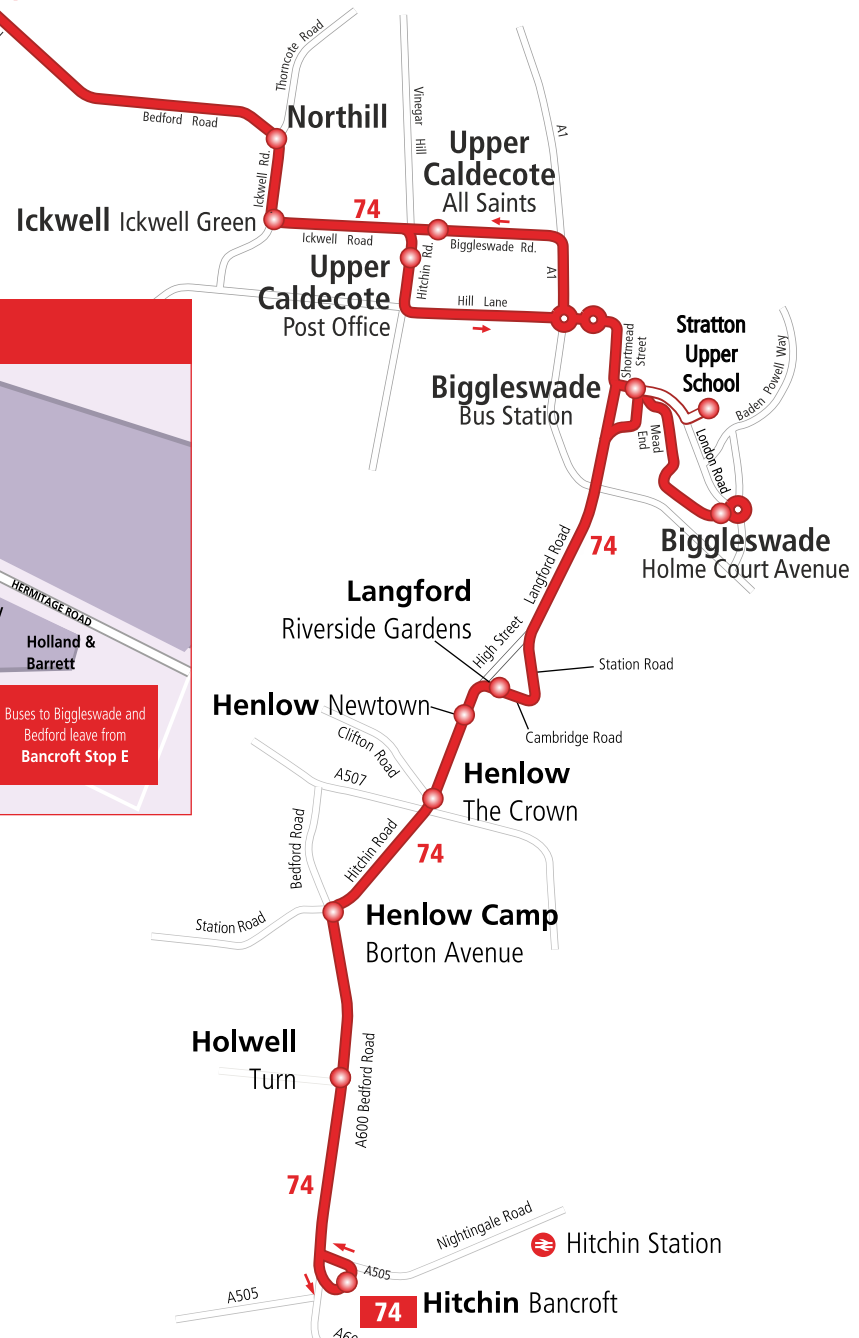 Thorncote Road
Bedford Road
Northill
Vinegar Hill
A1
Upper
Caldecote
All Saints
Ickwell Rd.
74
Ickwell Ickwell Green
Ickwell Road
Biggleswade Rd.
Upper
Caldecote
Post Office
Hitchin Rd.
A1
Hill Lane
Stratton
Upper
School
Shortmead
Street
Baden Powell Way
Biggleswade
Bus Station
Mead
End
London Road
74
Biggleswade
Holme Court Avenue
Langford Road
HERMITAGE ROAD
Langford
Riverside Gardens
High Street
Holland &
Barrett
Station Road
Henlow Newtown
Buses to Biggleswade and
Bedford leave from
Bancroft Stop E
Cambridge Road
Clifton Road
A507
Henlow
The Crown
Bedford Road
Hitchin Road
74
Station Road
Henlow Camp
Borton Avenue
Holwell
Turn
A600 Bedford Road
74
Nightingale Road
Hitchin Station
A505
A505
74
Hitchin Bancroft